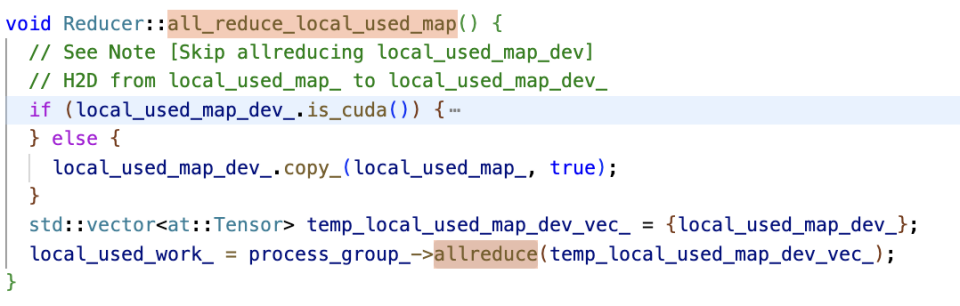 void Reducer::all_reduce_local_used_map() {
// See Note [Skip allreducing local_used_map_dev]
// H2D from local_used_map_ to local_used_map_dev_
if (local_used_map_dev_.is_cuda()) {⋯
} else {
local_used_map_dev_.copy_(local_used_map_, true);
}
std::vector<at::Tensor> temp_local_used_map_dev_vec_ = {local_used_map_dev_};
local_used_work_ = process_group_->allreduce(temp_local_used_map_dev_vec_);
}